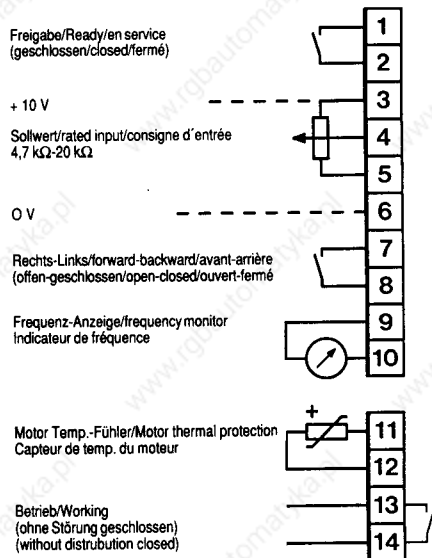 Freigabe/Ready/en service
(geschlossen/closed/fermé)
1
2
+ 10 V
3
Sollwert/rated input/consigne d´entrée
4,7 kΩ-20 kΩ
4
5
O V
6
Rechts-Links/forward-backward/avant-arrière
(offen-geschlossen/open-closed/ouvert-fermé
7
8
Frequenz-Anzeige/frequency monitor
Indicateur de fréquence
9
10
Motor Temp.-Fühler/Motor thermal protection
Capteur de temp. du moteur
+
11
12
Betrieb/Working
(ohne Störung geschlossen)
(without distrubution closed)
13
14
www.rgbautomatyka.pl